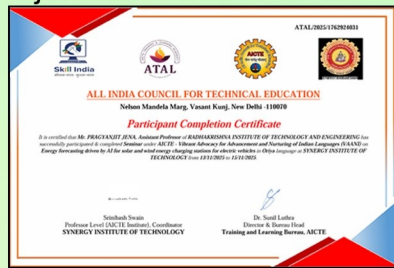 ATAL/2025/1762924031
Skill India
कौशल भारत - कुशल भारत
ATAL
AICTE
ALL INDIA COUNCIL FOR TECHNICAL EDUCATION
Nelson Mandela Marg, Vasant Kunj, New Delhi -110070
Participant Completion Certificate
It is certified that Mr. PRAGYANJIT JENA, Assistant Professor of RADHAKRISHNA INSTITUTE OF TECHNOLOGY AND ENGINEERING has
successfully participated & completed Seminar under AICTE - Vibrant Advocacy for Advancement and Nurturing of Indian Languages (VAANI) on
Energy forecasting driven by AI for solar and wind energy charging stations for electric vehicles in Odiya language at SYNERGY INSTITUTE OF
TECHNOLOGY from 13/11/2025 to 15/11/2025
Srinibash Swain
Professor Level (AICTE Institute), Coordinator
SYNERGY INSTITUTE OF TECHNOLOGY
Dr. Sunil Luthra
Director & Bureau Head
Training and Learning Bureau, AICTE